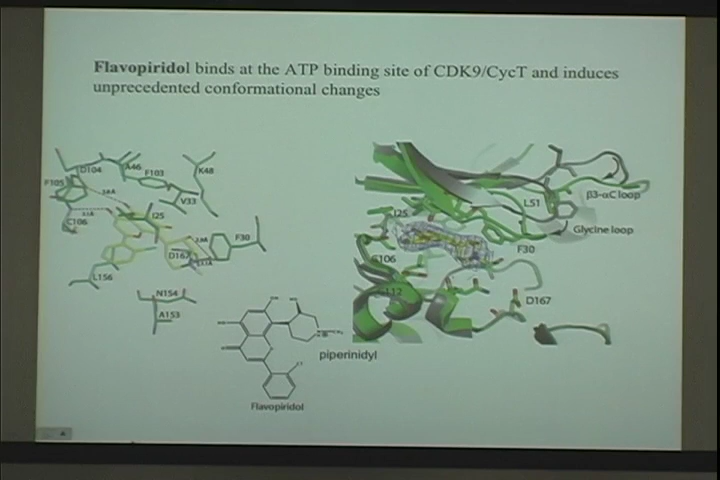 Flavopiridol binds at the ATP binding site of CDK9/CycT and induces
unprecedented conformational changes
D104
A46
F103
K48
F105
V33
C106
I25
F30
D167
L156
N154
A153
piperinidyl
Flavopiridol
β3-αC loop
L51
I25
Glycine loop
F30
C106
D167